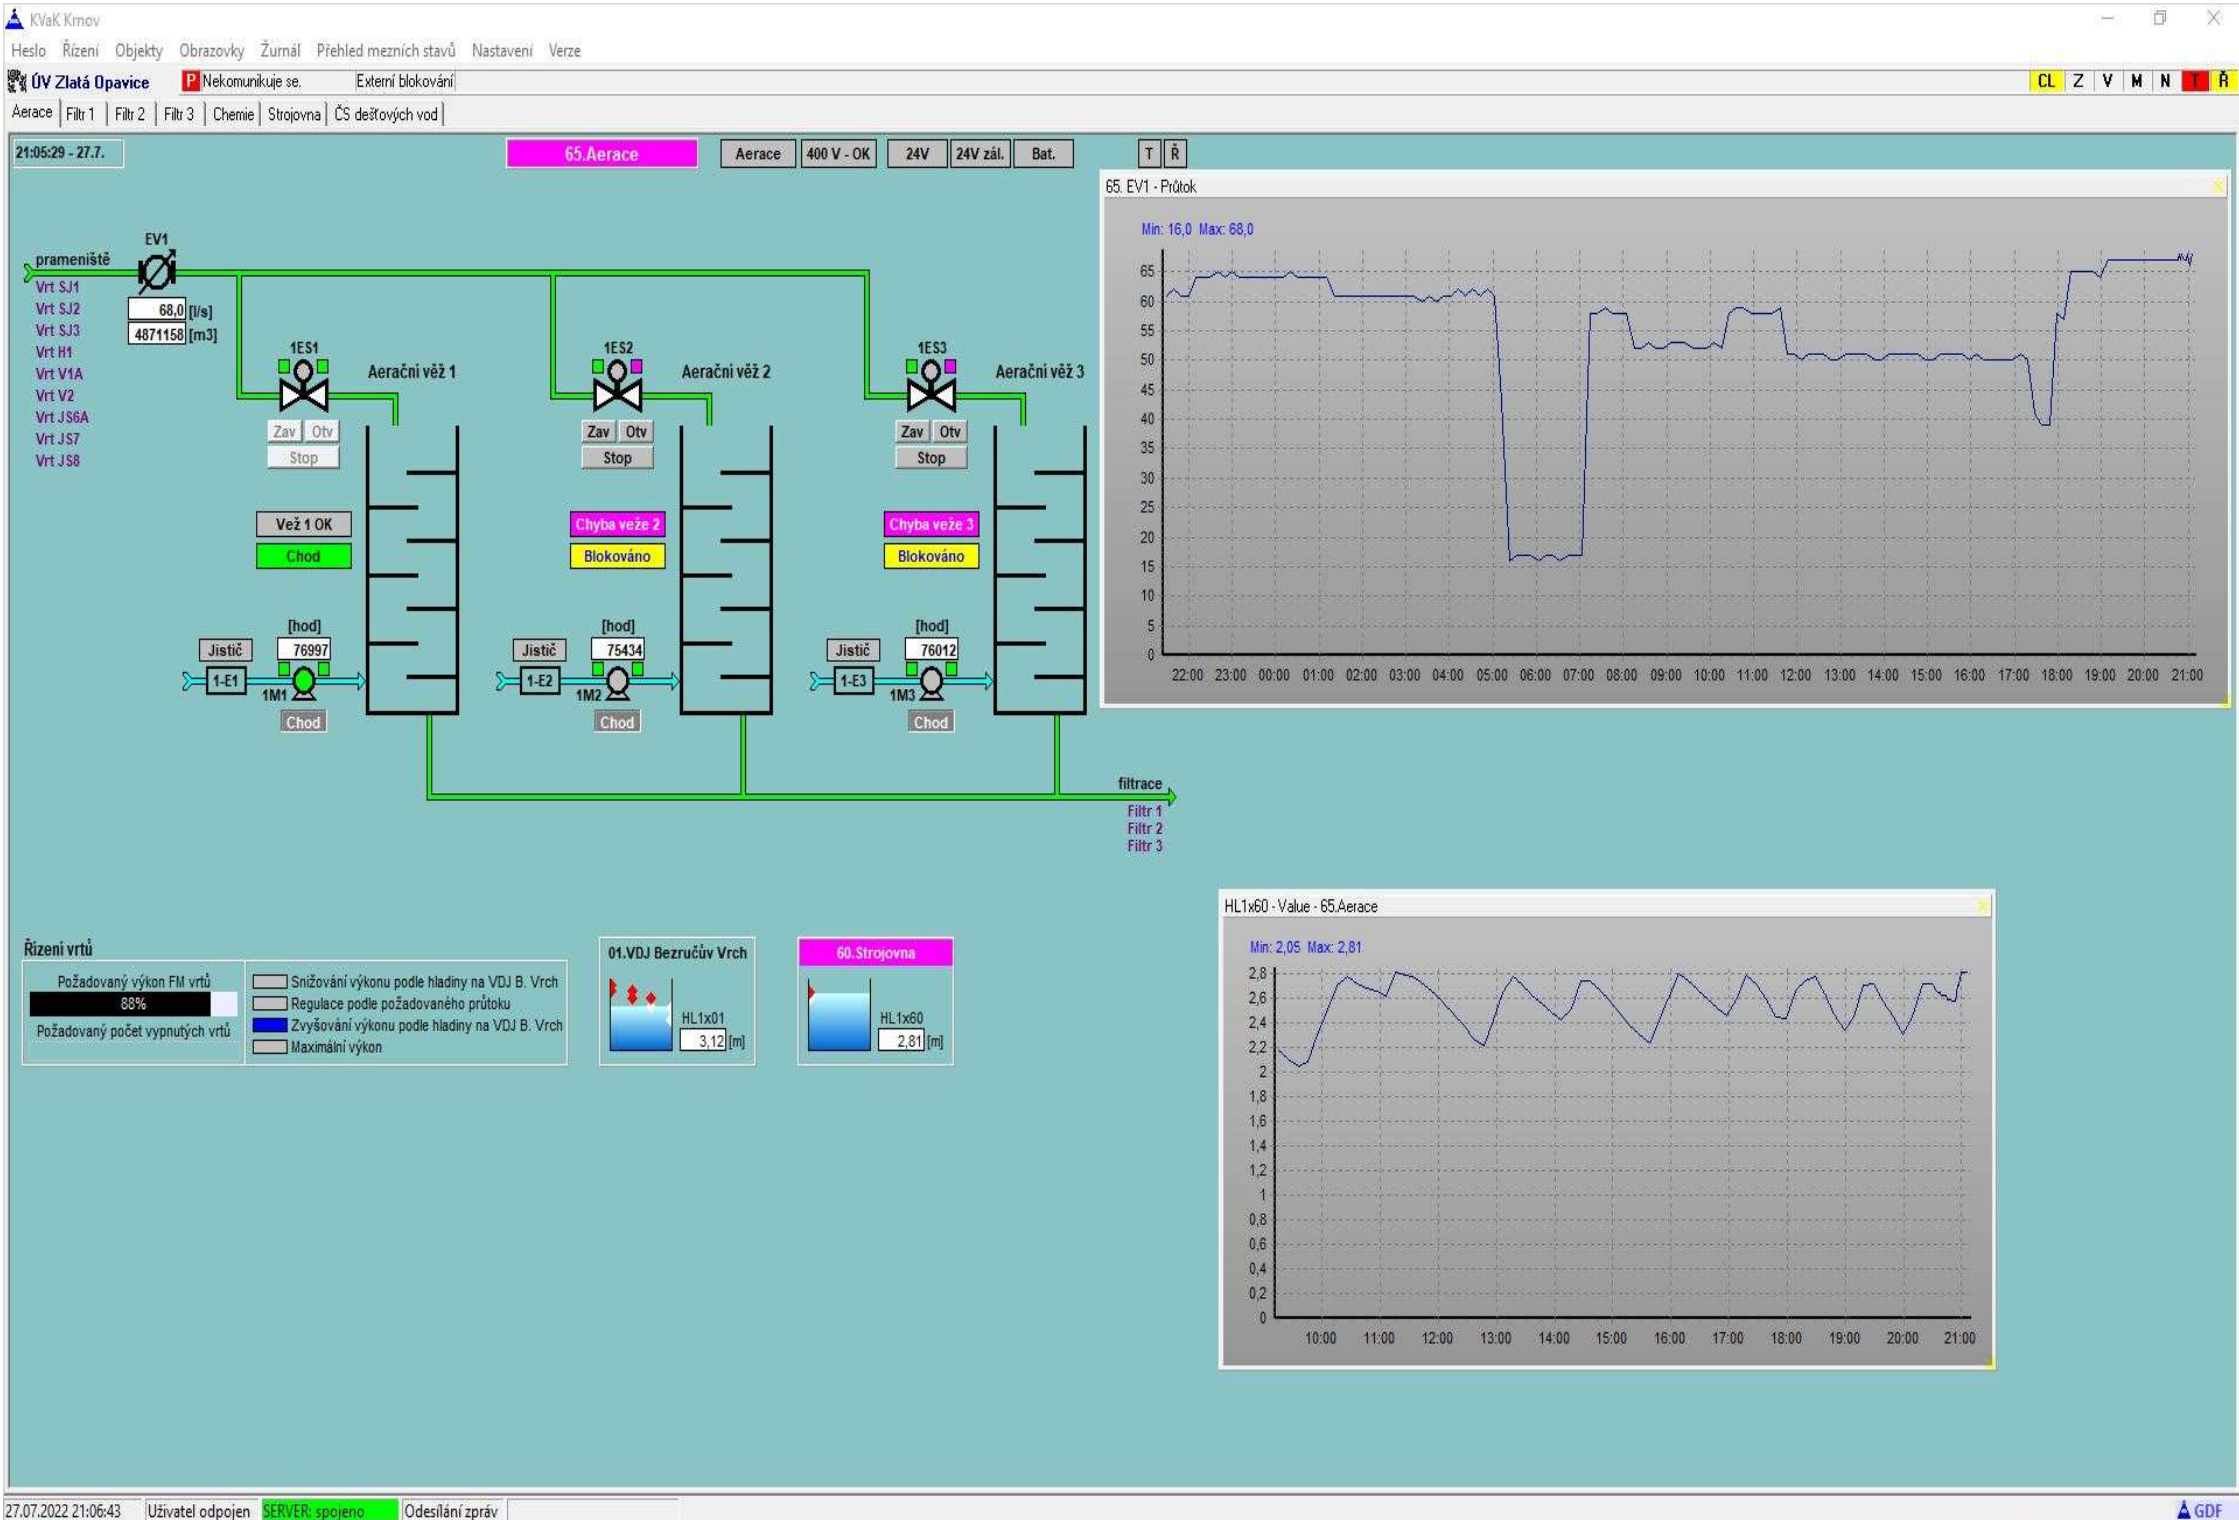 KVaK Krnov
Heslo Řízení Objekty Obrazovky Žurnál Přehled mezních stavů Nastavení Verze
ÚV Zlatá Opavice P Nekomunikuje se. Externí blokování CL Z V M N T Ř
Aerace Filtr 1 Filtr 2 Filtr 3 Chemie Strojovna ČS dešťových vod
21:05:29 - 27.7. 65.Aerace Aerace 400 V - OK 24V 24V zál. Bat. T Ř
65. EV1 - Průtok
Min: 16,0 Max: 68,0
65
60
55
50
45
40
35
30
25
20
15
10
5
0
22:00 23:00 00:00 01:00 02:00 03:00 04:00 05:00 06:00 07:00 08:00 09:00 10:00 11:00 12:00 13:00 14:00 15:00 16:00 17:00 18:00 19:00 20:00 21:00
EV1
prameniště
68,0 [l/s]
4871158 [m3]
Vrt SJ1
Vrt SJ2
Vrt SJ3
Vrt H1
Vrt V1A
Vrt V2
Vrt JS6A
Vrt JS7
Vrt JS8
1ES1
Aerační věž 1
Zav Otv
Stop
Vež 1 OK
Chod
[hod]
Jistič 76997
1-E1
1M1
Chod
1ES2
Aerační věž 2
Zav Otv
Stop
Chyba veže 2
Blokováno
[hod]
Jistič 75434
1-E2
1M2
Chod
1ES3
Aerační věž 3
Zav Otv
Stop
Chyba veže 3
Blokováno
[hod]
Jistič 76012
1-E3
1M3
Chod
filtrace
Filtr 1
Filtr 2
Filtr 3
Řízení vrtů
Požadovaný výkon FM vrtů
88%
Požadovaný počet vypnutých vrtů
Snižování výkonu podle hladiny na VDJ B. Vrch
Regulace podle požadovaného průtoku
Zvyšování výkonu podle hladiny na VDJ B. Vrch
Maximální výkon
01.VDJ Bezručův Vrch
HL1x01
3,12 [m]
60.Strojovna
HL1x60
2,81 [m]
HL1x60 - Value - 65.Aerace
Min: 2,05 Max: 2,81
2,8
2,6
2,4
2,2
2
1,8
1,6
1,4
1,2
1
0,8
0,6
0,4
0,2
0
10:00 11:00 12:00 13:00 14:00 15:00 16:00 17:00 18:00 19:00 20:00 21:00
27.07.2022 21:06:43 Uživatel odpojen SERVER: spojeno Odesílání zpráv GDF